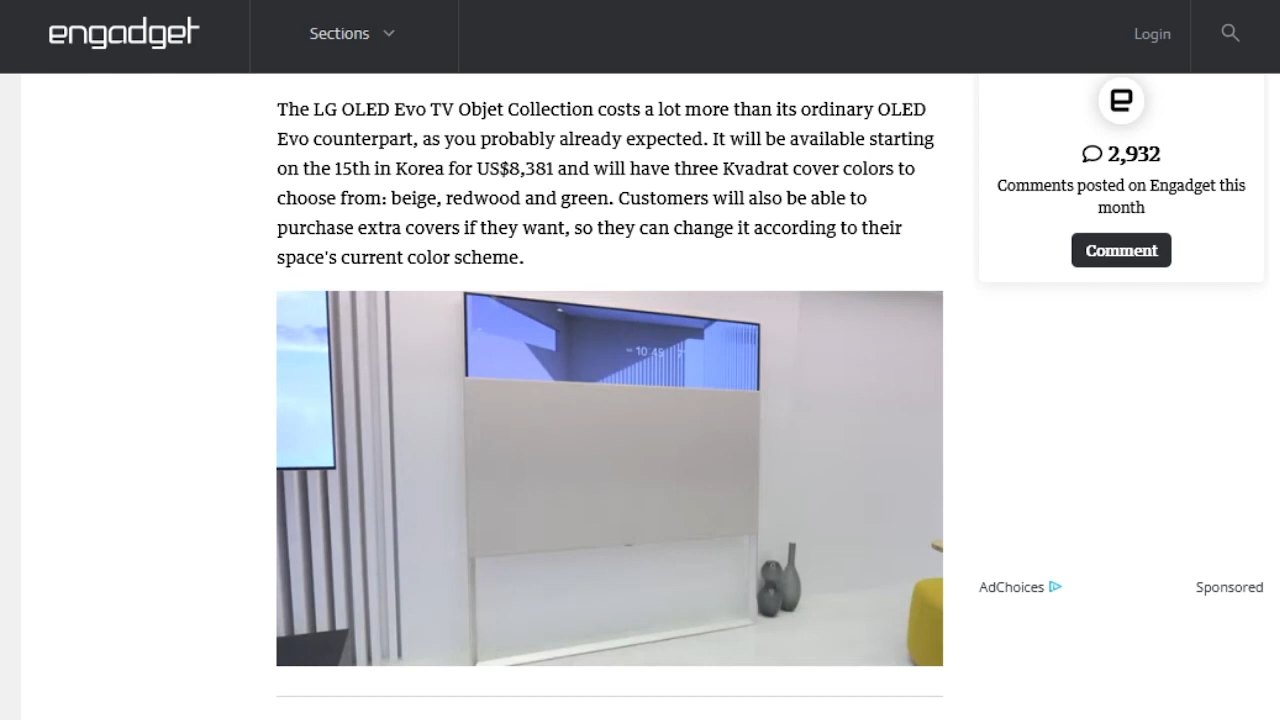 engadget
Sections
Login
The LG OLED Evo TV Objet Collection costs a lot more than its ordinary OLED
Evo counterpart, as you probably already expected. It will be available starting
on the 15th in Korea for US$8,381 and will have three Kvadrat cover colors to
choose from: beige, redwood and green. Customers will also be able to
purchase extra covers if they want, so they can change it according to their
space's current color scheme.
10:45
2,932
Comments posted on Engadget this
month
Comment
AdChoices
Sponsored